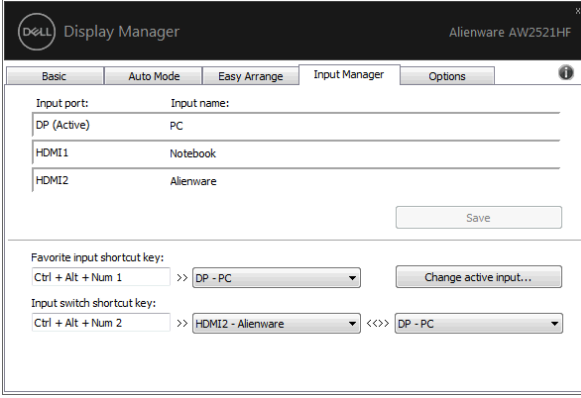 DELL Display Manager Alienware AW2521HF
Basic Auto Mode Easy Arrange Input Manager Options
Input port: Input name:
DP (Active) PC
HDMI1 Notebook
HDMI2 Alienware
Save
Favorite input shortcut key:
Ctrl + Alt + Num 1 >> DP - PC Change active input...
Input switch shortcut key:
Ctrl + Alt + Num 2 >> HDMI2 - Alienware <<>> DP - PC